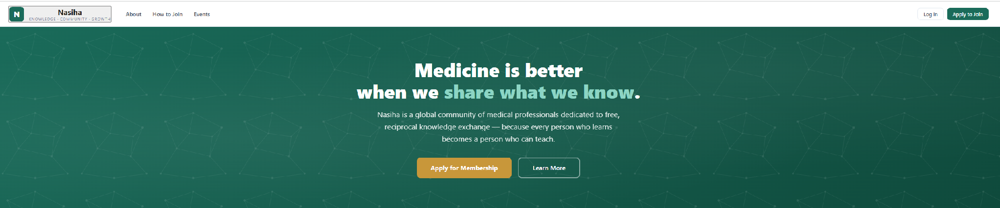 N
Nasiha
KNOWLEDGE · COMMUNITY · GROWTH
About
How to Join
Events
Log In
Apply to Join
Medicine is better
when we share what we know.
Nasiha is a global community of medical professionals dedicated to free,
reciprocal knowledge exchange — because every person who learns
becomes a person who can teach.
Apply for Membership
Learn More